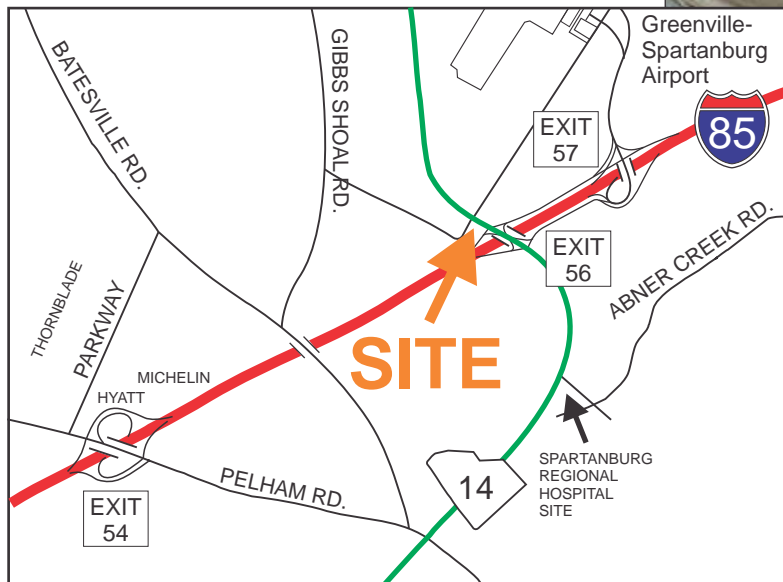 Greenville-
Spartanburg
Airport
BATESVILLE RD.
GIBBS SHOAL RD.
EXIT
57
85
EXIT
56
ABNER CREEK RD.
THORNBLADE
PARKWAY
SITE
MICHELIN
HYATT
PELHAM RD.
EXIT
54
14
SPARTANBURG
REGIONAL
HOSPITAL
SITE